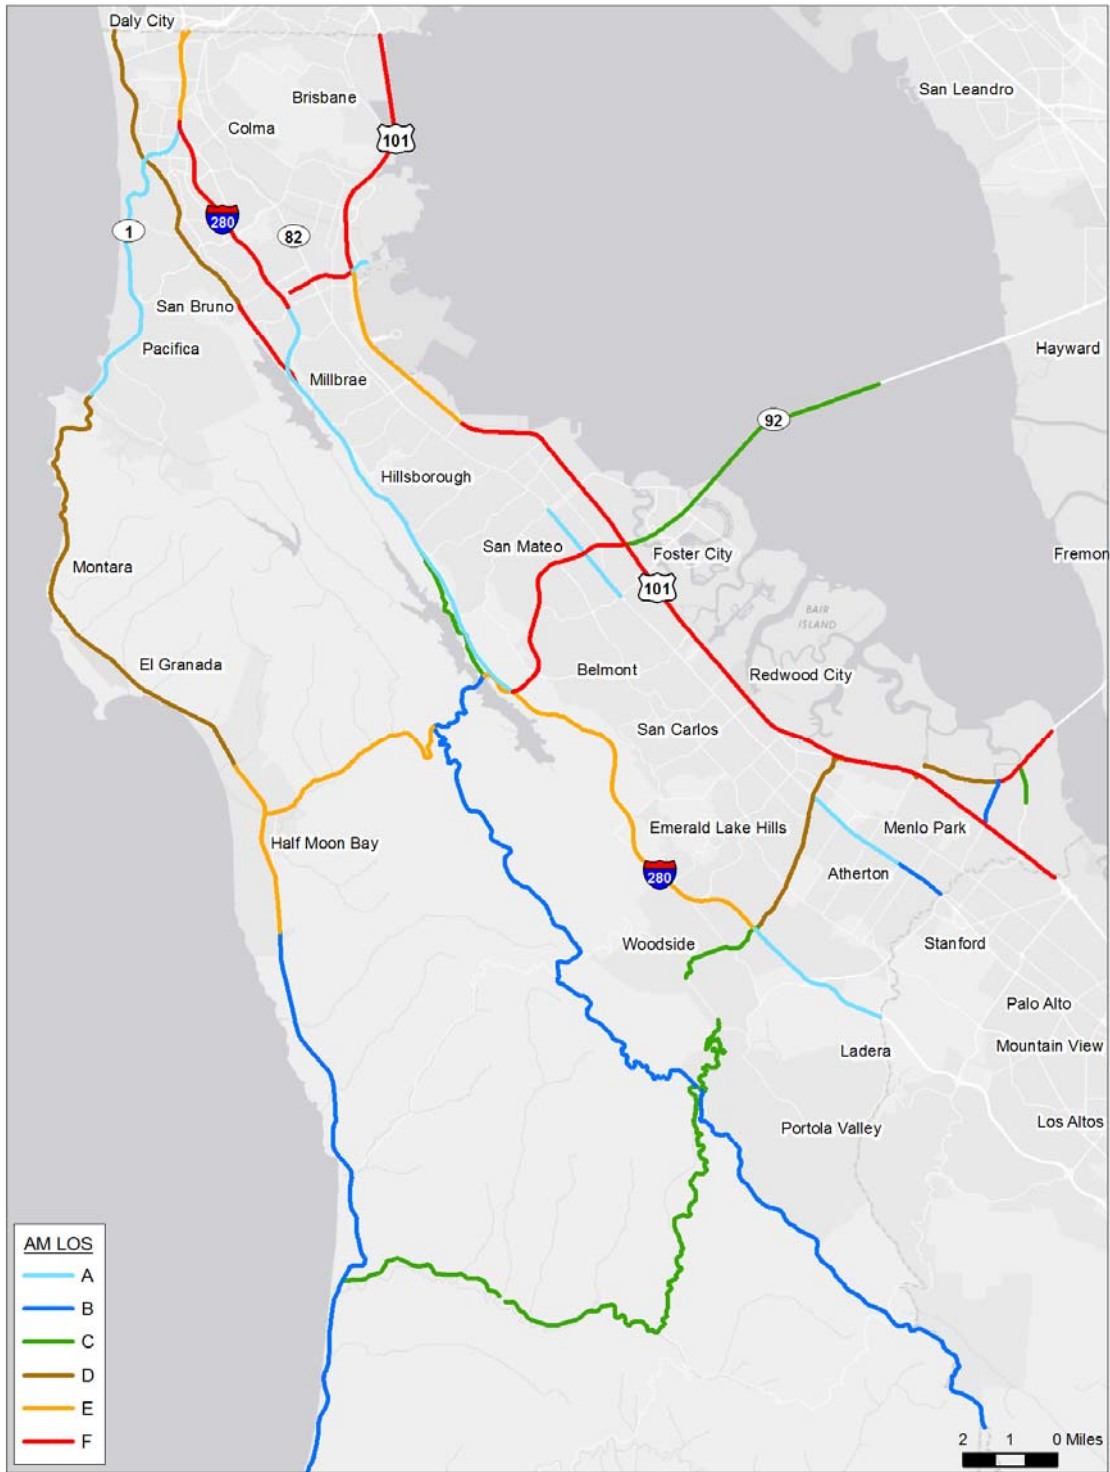 Daly City
San Leandro
Brisbane
Colma
101
280
82
1
San Bruno
Pacifica
Hayward
Millbrae
92
Hillsborough
San Mateo
Foster City
Fremon
Montara
101
BAIR
ISLAND
El Granada
Belmont
Redwood City
San Carlos
Emerald Lake Hills
Menlo Park
Half Moon Bay
280
Atherton
Woodside
Stanford
Palo Alto
Ladera
Mountain View
Portola Valley
Los Altos
AM LOS
A
B
C
D
E
F
2 1 0 Miles